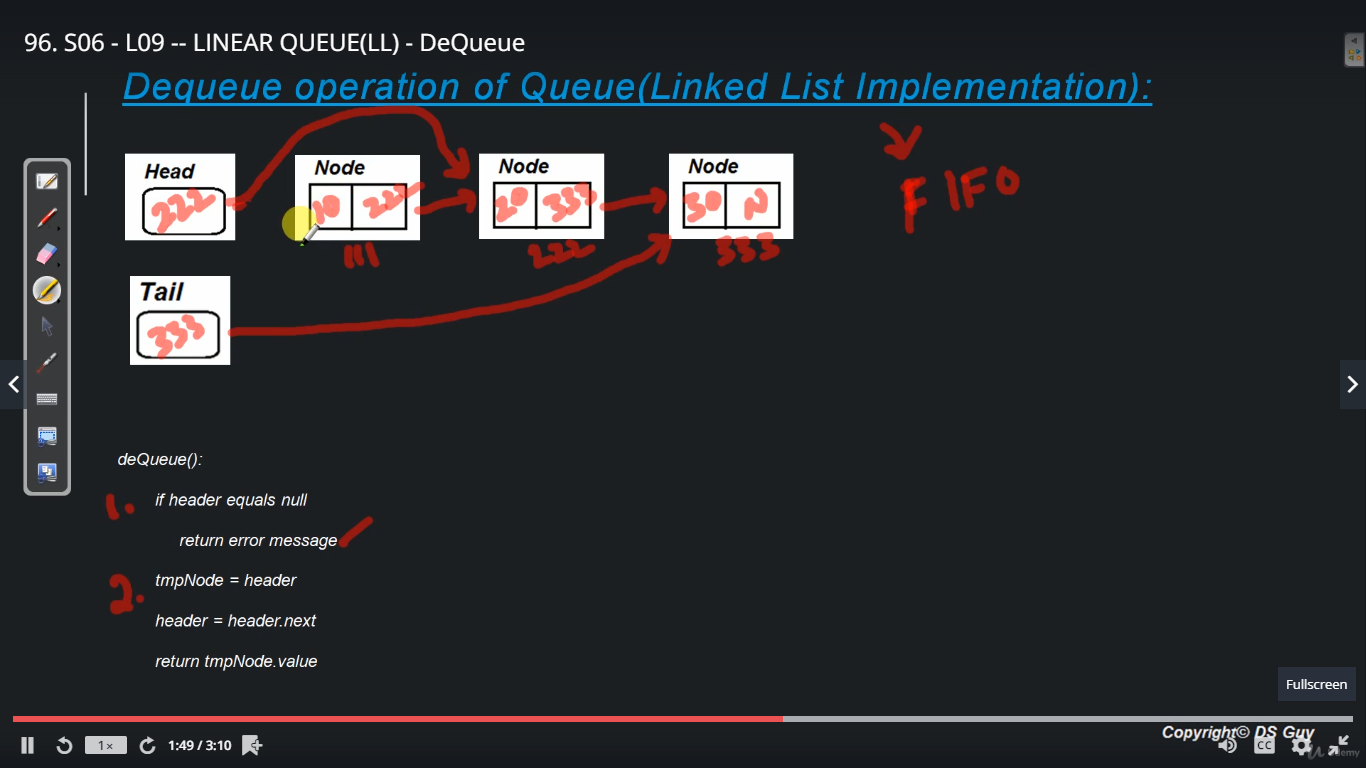 96. S06 - L09 -- LINEAR QUEUE(LL) - DeQueue
Dequeue operation of Queue(Linked List Implementation):
Head
222
Node
10 222
111
Node
20 333
222
Node
30 N
333
FIFO
Tail
333
deQueue():
1. if header equals null
return error message
2. tmpNode = header
header = header.next
return tmpNode.value
Fullscreen
Copyright© DS Guy
1x
1:49 / 3:10
CC